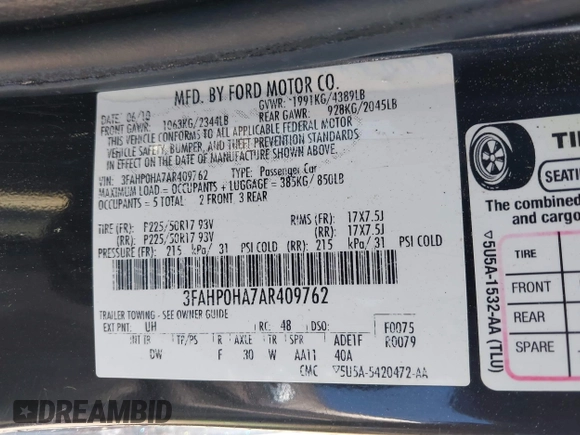 MFD. BY FORD MOTOR CO.
DATE: 06/10 GVWR: 1991KG/4389LB
FRONT GAWR: 1063KG/2344LB REAR GAWR: 928KG/2045LB
THIS VEHICLE CONFORMS TO ALL APPLICABLE FEDERAL MOTOR
VEHICLE SAFETY, BUMPER, AND THEFT PREVENTION STANDARDS
IN EFFECT ON THE DATE OF MANUFACTURE SHOWN ABOVE.
VIN: 3FAHP0HA7AR409762 TYPE: Passenger Car
MAXIMUM LOAD = OCCUPANTS + LUGGAGE = 385KG/850LB
OCCUPANTS = 5 TOTAL 2 FRONT 3 REAR
TIRE (FR): P225/50R17 93V RIMS (FR): 17X7.5J
(RR): P225/50R17 93V (RR): 17X7.5J
PRESSURE (FR): 215 kPa/ 31 PSI COLD (RR): 215 kPa/ 31 PSI COLD
3FAHP0HA7AR409762
TRAILER TOWING - SEE OWNER GUIDE
EXT PNT: UH RC: 48 DSO: F0075
INT TR TP/PS R AXLE TR SPR ADE1F R0079
DW F 30 W AA11 40A
CMC ▽5U5A-5420472-AA
TI
SEATI
The combined
and cargo
TIRE
FRONT
REAR
SPARE
▽5U5A-1532-AA (TLU)
DREAMBID